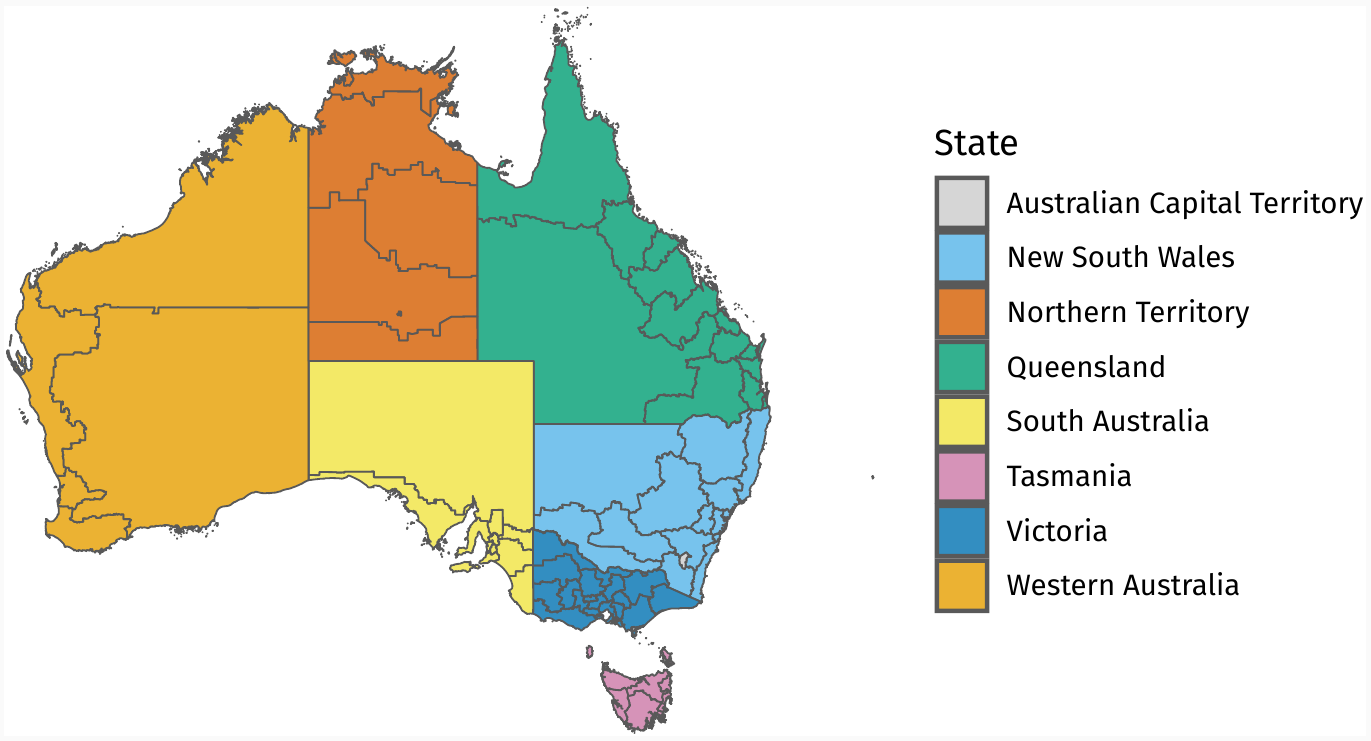 State
Australian Capital Territory
New South Wales
Northern Territory
Queensland
South Australia
Tasmania
Victoria
Western Australia